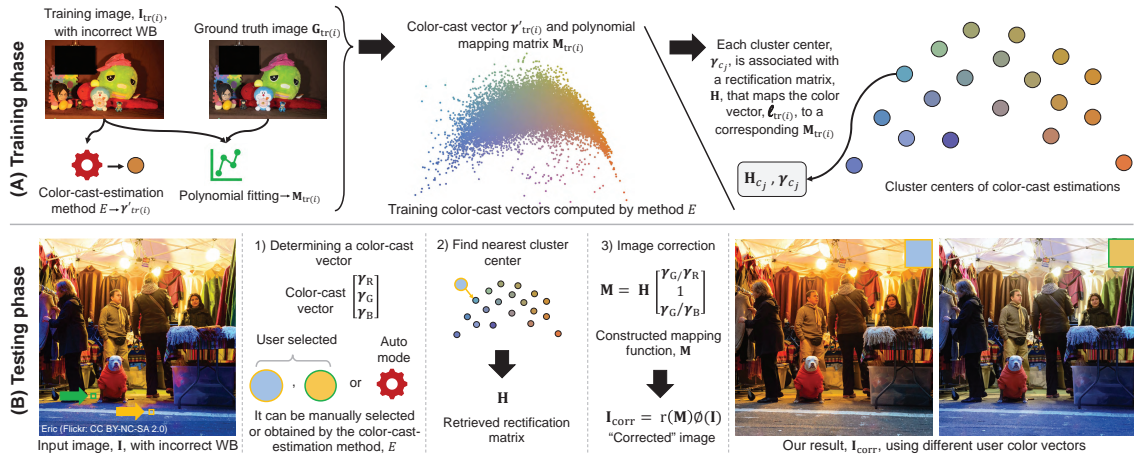 (A) Training phase
Training image, I_tr(i),
with incorrect WB
Ground truth image G_tr(i)
Color-cast-estimation
method E→γ′_tr(i)
Polynomial fitting→M_tr(i)
Color-cast vector γ′_tr(i) and polynomial
mapping matrix M_tr(i)
Training color-cast vectors computed by method E
Each cluster center,
γ_c_j, is associated with
a rectification matrix,
H, that maps the color
vector, ℓ_tr(i), to a
corresponding M_tr(i)
H_c_j , γ_c_j
Cluster centers of color-cast estimations
(B) Testing phase
Eric (Flickr: CC BY-NC-SA 2.0)
Input image, I, with incorrect WB
1) Determining a color-cast
vector
Color-cast
vector
[γ_R
γ_G
γ_B]
User selected
, or
Auto
mode
It can be manually selected
or obtained by the color-cast-
estimation method, E
2) Find nearest cluster
center
H
Retrieved rectification
matrix
3) Image correction
M = H [γ_G/γ_R
1
γ_G/γ_B]
Constructed mapping
function, M
I_corr = r(M)∅(I)
“Corrected” image
Our result, I_corr, using different user color vectors